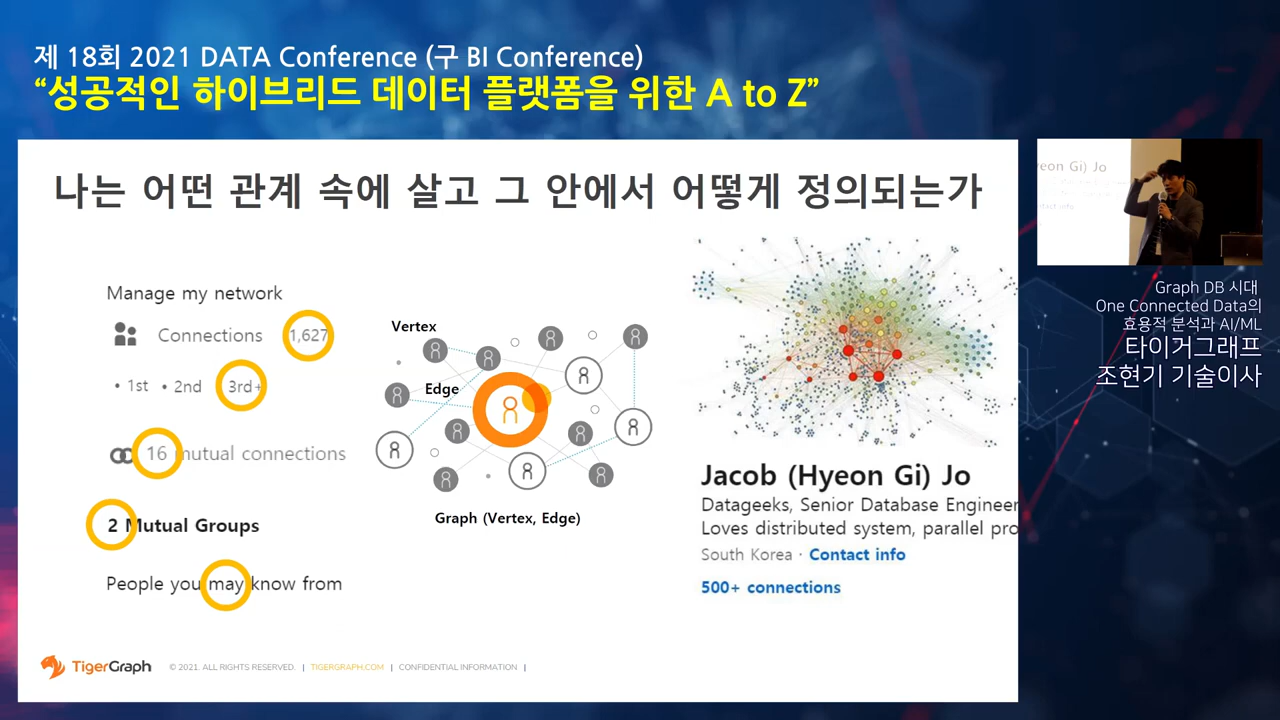 제 18회 2021 DATA Conference (구 BI Conference)
“성공적인 하이브리드 데이터 플랫폼을 위한 A to Z”
나는 어떤 관계 속에 살고 그 안에서 어떻게 정의되는가
Manage my network
Connections 1,627
• 1st • 2nd 3rd+
16 mutual connections
2 Mutual Groups
People you may know from
Vertex
Edge
Graph (Vertex, Edge)
Jacob (Hyeon Gi) Jo
Datageeks, Senior Database Engineer
Loves distributed system, parallel pro
South Korea · Contact info
500+ connections
TigerGraph © 2021. ALL RIGHTS RESERVED. | TIGERGRAPH.COM | CONFIDENTIAL INFORMATION |
yeon Gi) Jo
Graph DB 시대
One Connected Data의
효용적 분석과 AI/ML
타이거그래프
조현기 기술이사